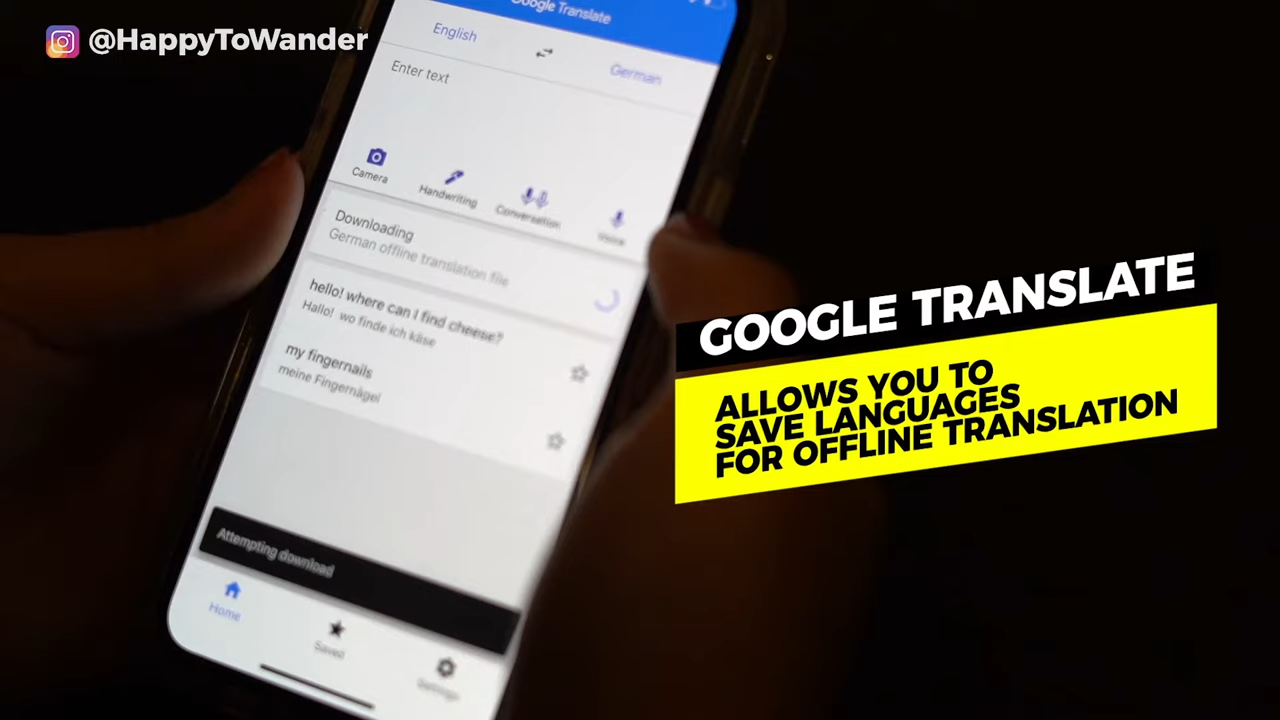 @HappyToWander
Google Translate
English
German
Enter text
Camera
Handwriting
Conversation
Voice
Downloading
German offline translation file
hello! where can I find cheese?
Hallo! wo finde ich käse
my fingernails
meine Fingernägel
Attempting download
Home
Saved
Settings
GOOGLE TRANSLATE
ALLOWS YOU TO
SAVE LANGUAGES
FOR OFFLINE TRANSLATION